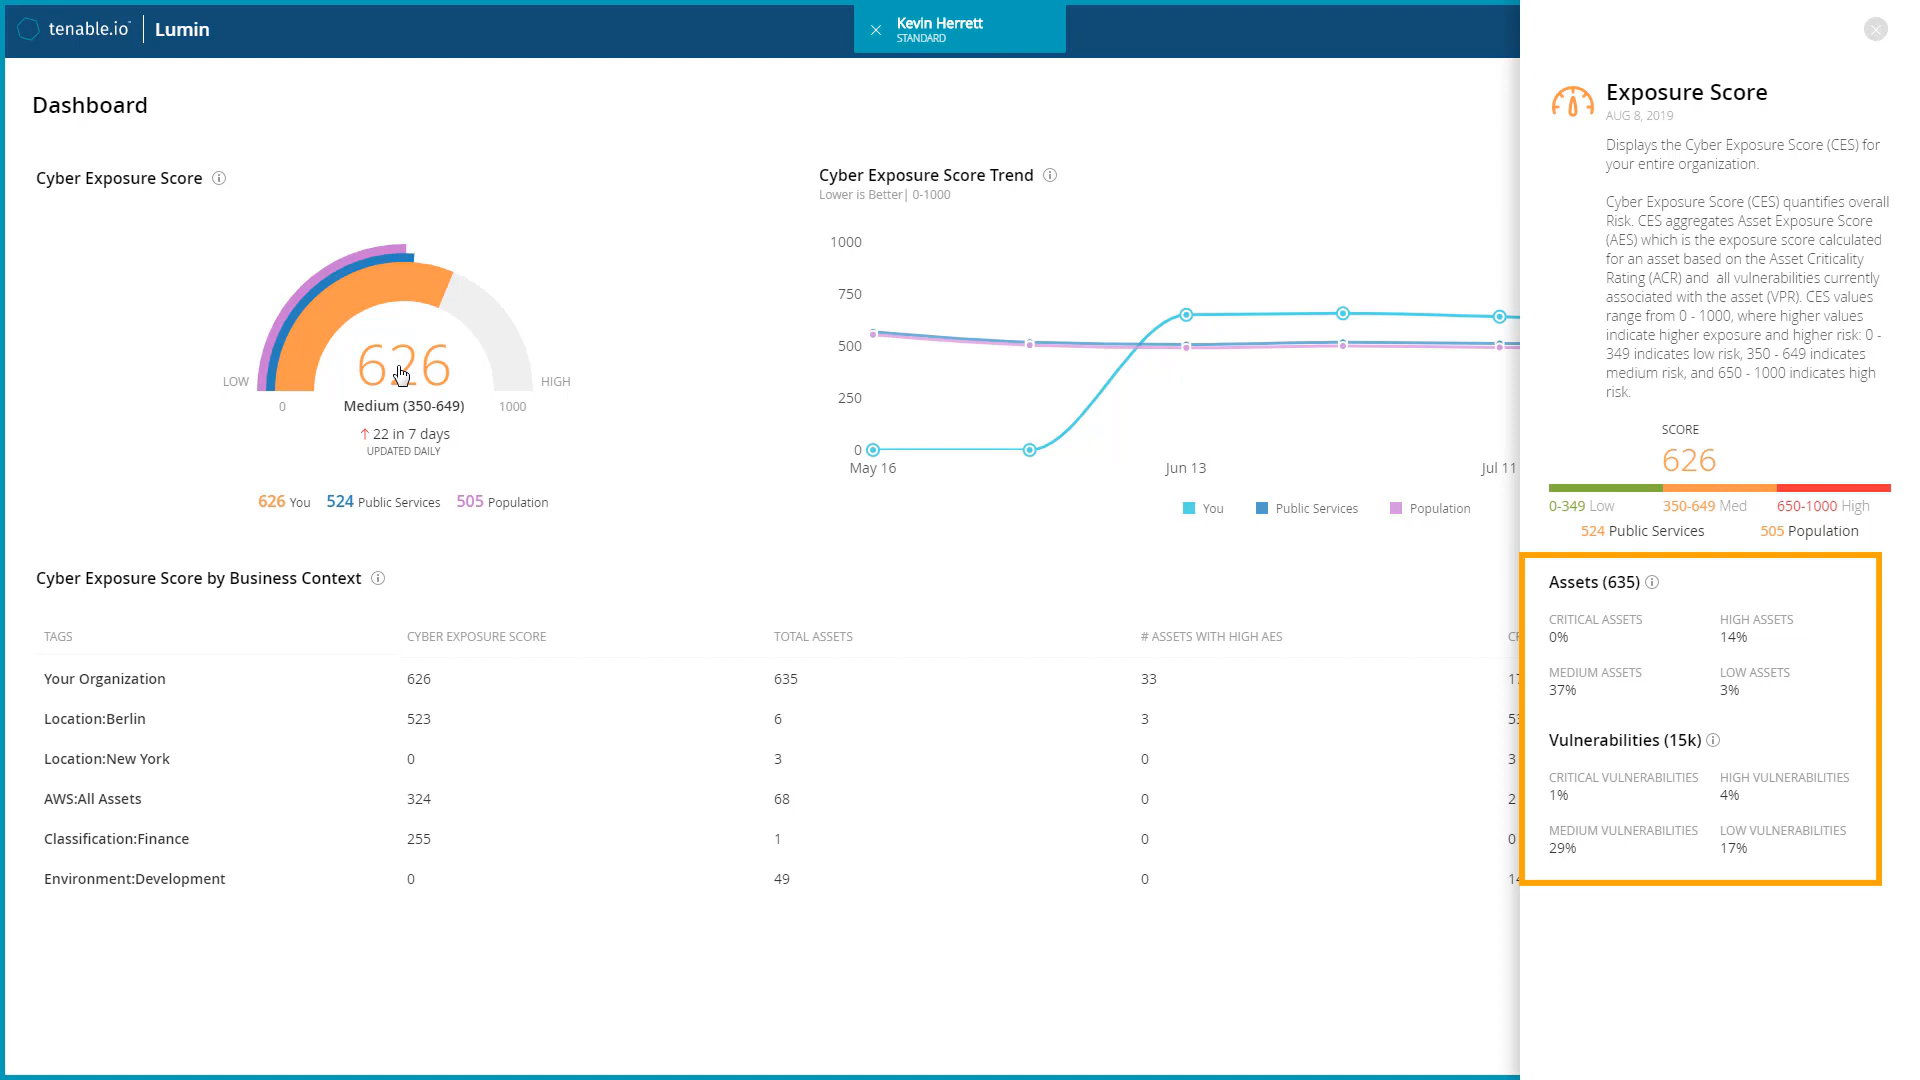 tenable.io Lumin
Kevin Herrett
STANDARD
Dashboard
Cyber Exposure Score
LOW
626
HIGH
0
Medium (350-649)
1000
↑ 22 in 7 days
UPDATED DAILY
626 You 524 Public Services 505 Population
Cyber Exposure Score Trend
Lower is Better| 0-1000
1000
750
500
250
0
May 16 Jun 13 Jul 11
You Public Services Population
Cyber Exposure Score by Business Context
TAGS CYBER EXPOSURE SCORE TOTAL ASSETS # ASSETS WITH HIGH AES
Your Organization 626 635 33
Location:Berlin 523 6 3
Location:New York 0 3 0 3
AWS:All Assets 324 68 0 2
Classification:Finance 255 1 0 0
Environment:Development 0 49 0
Exposure Score
AUG 8, 2019
Displays the Cyber Exposure Score (CES) for
your entire organization.
Cyber Exposure Score (CES) quantifies overall
Risk. CES aggregates Asset Exposure Score
(AES) which is the exposure score calculated
for an asset based on the Asset Criticality
Rating (ACR) and all vulnerabilities currently
associated with the asset (VPR). CES values
range from 0 - 1000, where higher values
indicate higher exposure and higher risk: 0 -
349 indicates low risk, 350 - 649 indicates
medium risk, and 650 - 1000 indicates high
risk.
SCORE
626
0-349 Low 350-649 Med 650-1000 High
524 Public Services 505 Population
Assets (635)
CRITICAL ASSETS HIGH ASSETS
0% 14%
MEDIUM ASSETS LOW ASSETS
37% 3%
Vulnerabilities (15k)
CRITICAL VULNERABILITIES HIGH VULNERABILITIES
1% 4%
MEDIUM VULNERABILITIES LOW VULNERABILITIES
29% 17%